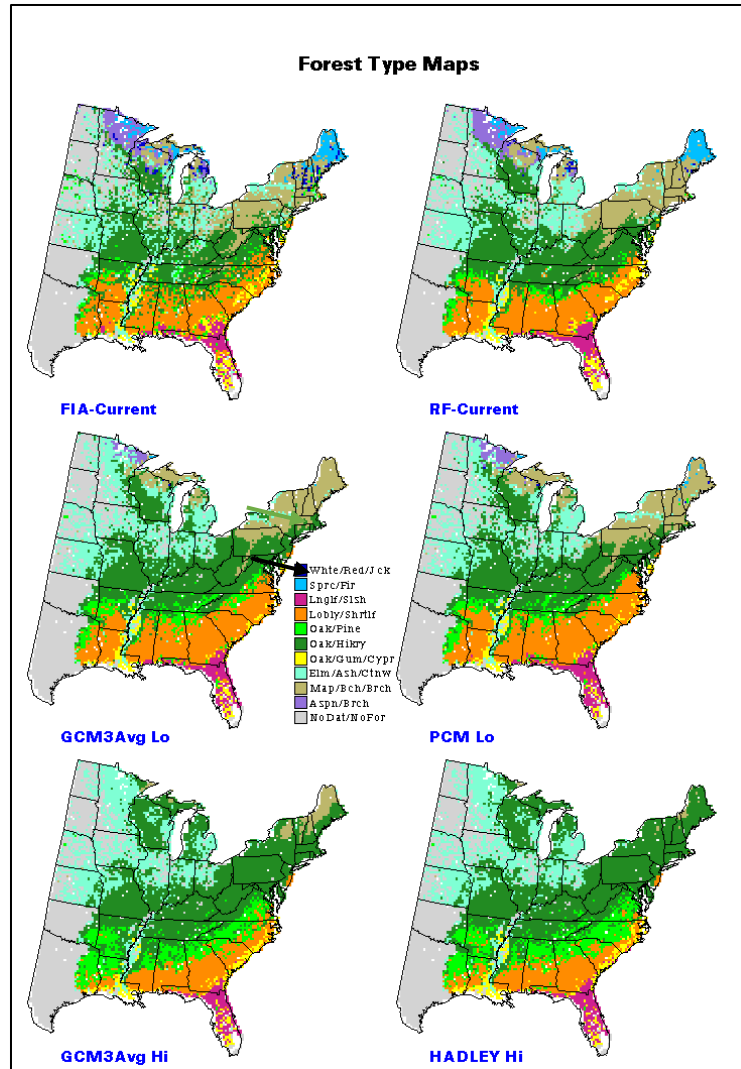 Forest Type Maps
FIA-Current
RF-Current
Whte/Red/Jck
Sprc/Fir
Lnglf/Slsh
Lobly/Shrtlf
Oak/Pine
Oak/Hikry
Oak/Gum/Cypr
Elm/Ash/Ctnw
Map/Bch/Brch
Aspn/Brch
NoDat/NoFor
GCM3Avg Lo
PCM Lo
GCM3Avg Hi
HADLEY Hi